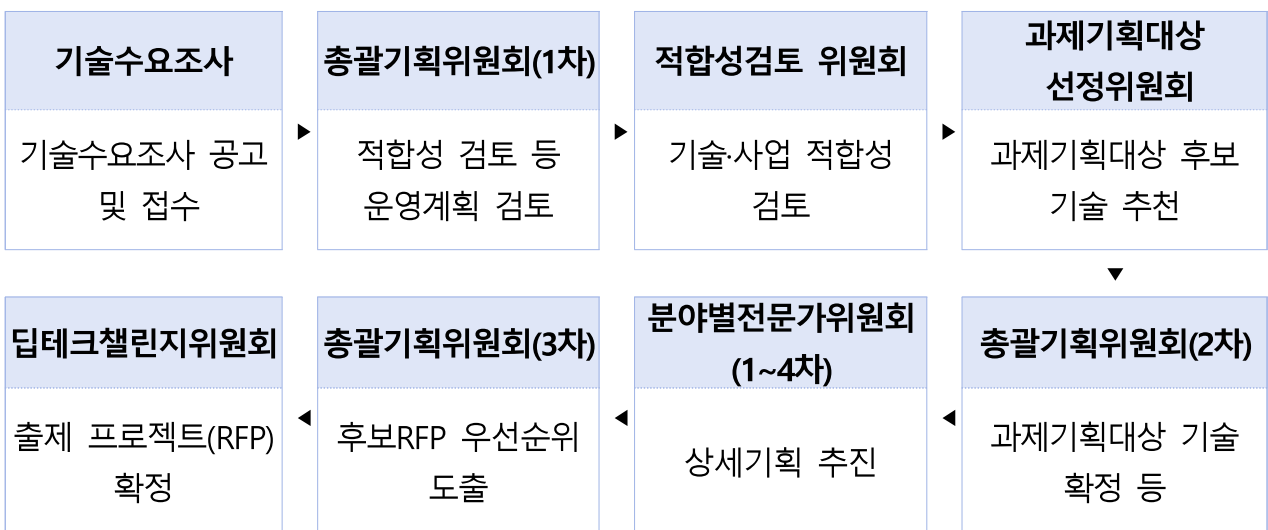 기술수요조사
기술수요조사 공고
및 접수
▶
총괄기획위원회(1차)
적합성 검토 등
운영계획 검토
▶
적합성검토 위원회
기술·사업 적합성
검토
▶
과제기획대상
선정위원회
과제기획대상 후보
기술 추천
▼
총괄기획위원회(2차)
과제기획대상 기술
확정 등
◀
분야별전문가위원회
(1~4차)
상세기획 추진
◀
총괄기획위원회(3차)
후보RFP 우선순위
도출
◀
딥테크챌린지위원회
출제 프로젝트(RFP)
확정